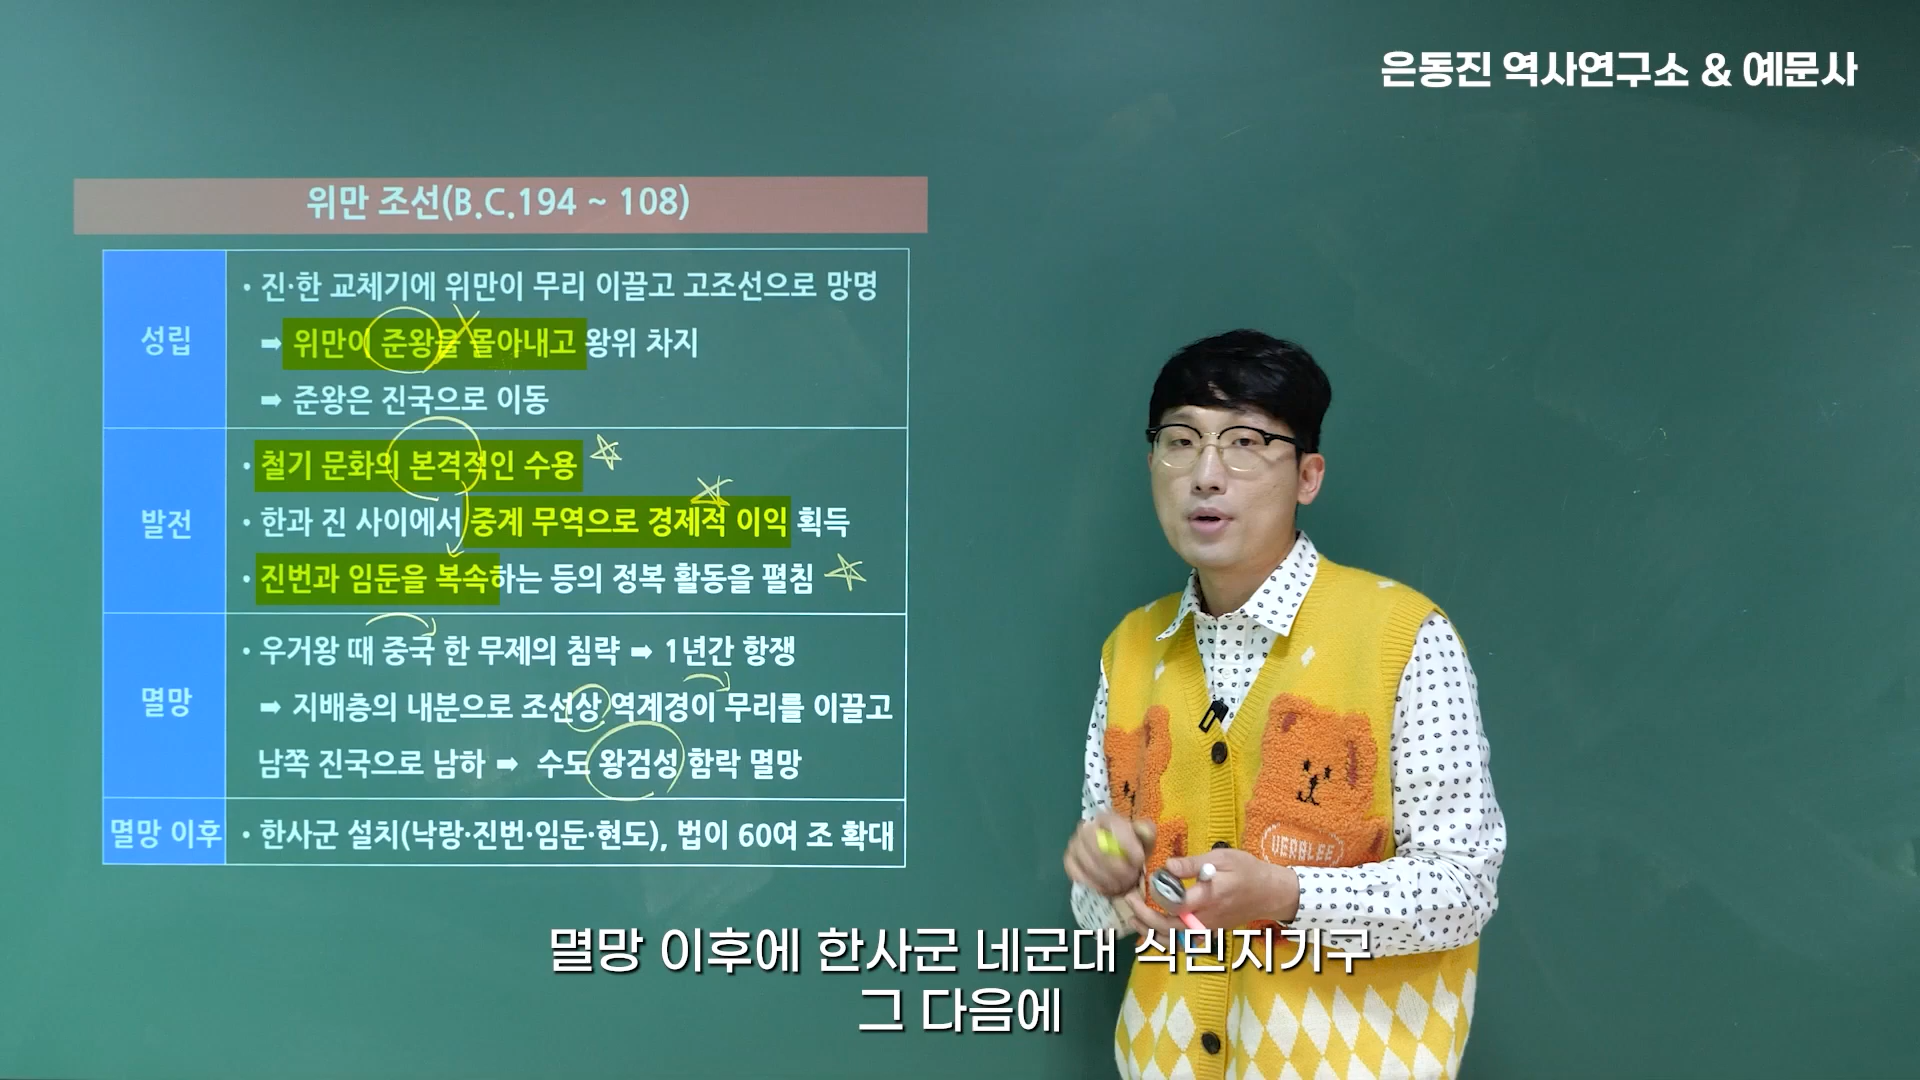 은동진 역사연구소 & 예문사
위만 조선(B.C.194 ~ 108)
성립
• 진·한 교체기에 위만이 무리 이끌고 고조선으로 망명
➡ 위만이 준왕을 몰아내고 왕위 차지
➡ 준왕은 진국으로 이동
발전
• 철기 문화의 본격적인 수용
• 한과 진 사이에서 중계 무역으로 경제적 이익 획득
• 진번과 임둔을 복속하는 등의 정복 활동을 펼침
멸망
• 우거왕 때 중국 한 무제의 침략 ➡ 1년간 항쟁
➡ 지배층의 내분으로 조선상 역계경이 무리를 이끌고
남쪽 진국으로 남하 ➡ 수도 왕검성 함락 멸망
멸망 이후
• 한사군 설치(낙랑·진번·임둔·현도), 법이 60여 조 확대
VERBLEE
멸망 이후에 한사군 네군대 식민지기구
그 다음에